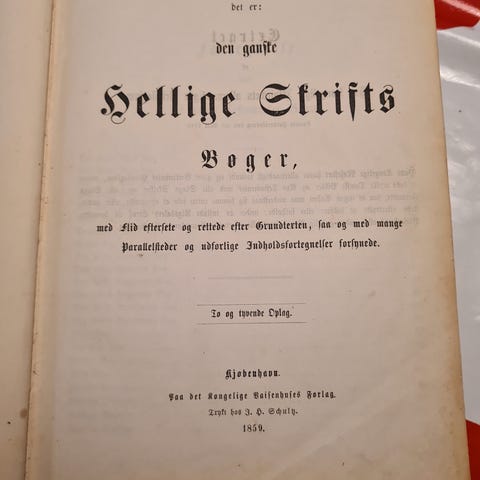 det er:
den ganske
Hellige Skrifts
Bøger,
med Flid eftersete og rettede efter Grundtexten, saa og med mange
Parallelsteder og udførlige Indholdsfortegnelser forsynede.
To og tyvende Oplag.
Kjøbenhavn.
Paa det Kongelige Vaisenhuses Forlag.
Trykt hos J. H. Schultz.
1859.